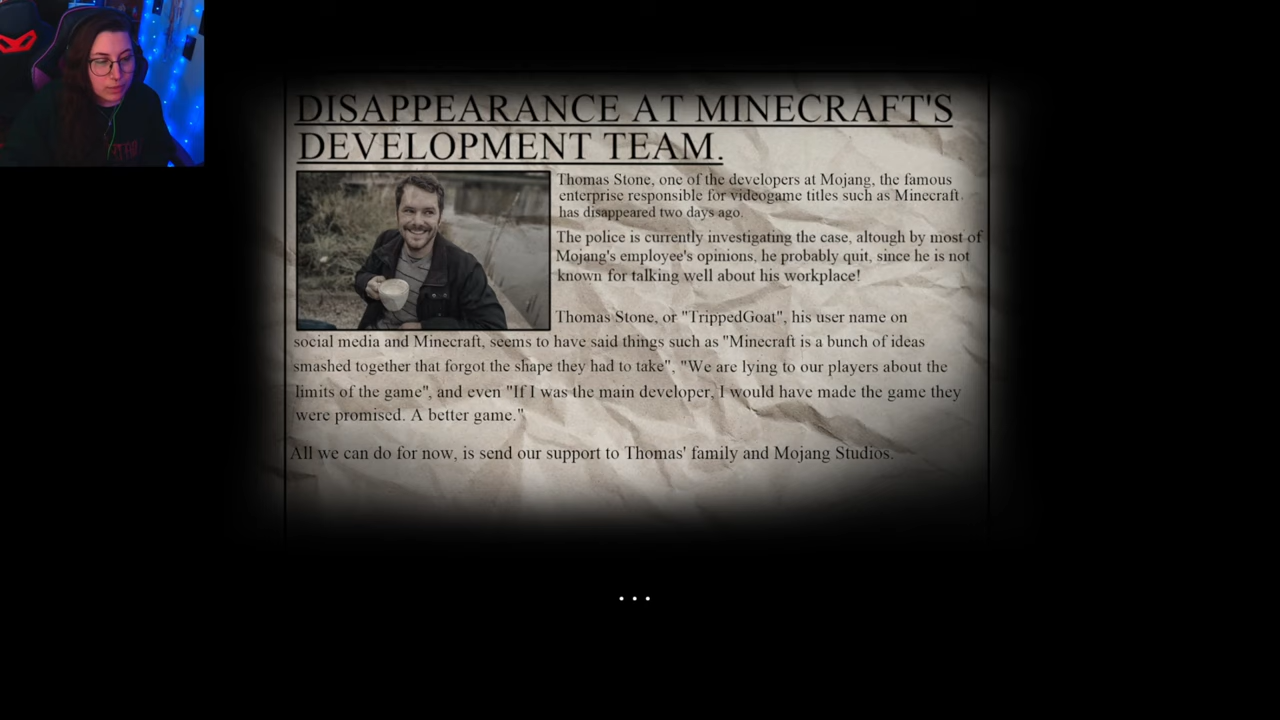 DISAPPEARANCE AT MINECRAFT'S
DEVELOPMENT TEAM.
Thomas Stone, one of the developers at Mojang, the famous
enterprise responsible for videogame titles such as Minecraft,
has disappeared two days ago.
The police is currently investigating the case, altough by most of
Mojang's employee's opinions, he probably quit, since he is not
known for talking well about his workplace!
Thomas Stone, or "TrippedGoat", his user name on
social media and Minecraft, seems to have said things such as "Minecraft is a bunch of ideas
smashed together that forgot the shape they had to take", "We are lying to our players about the
limits of the game", and even "If I was the main developer, I would have made the game they
were promised. A better game."
All we can do for now, is send our support to Thomas' family and Mojang Studios.
...